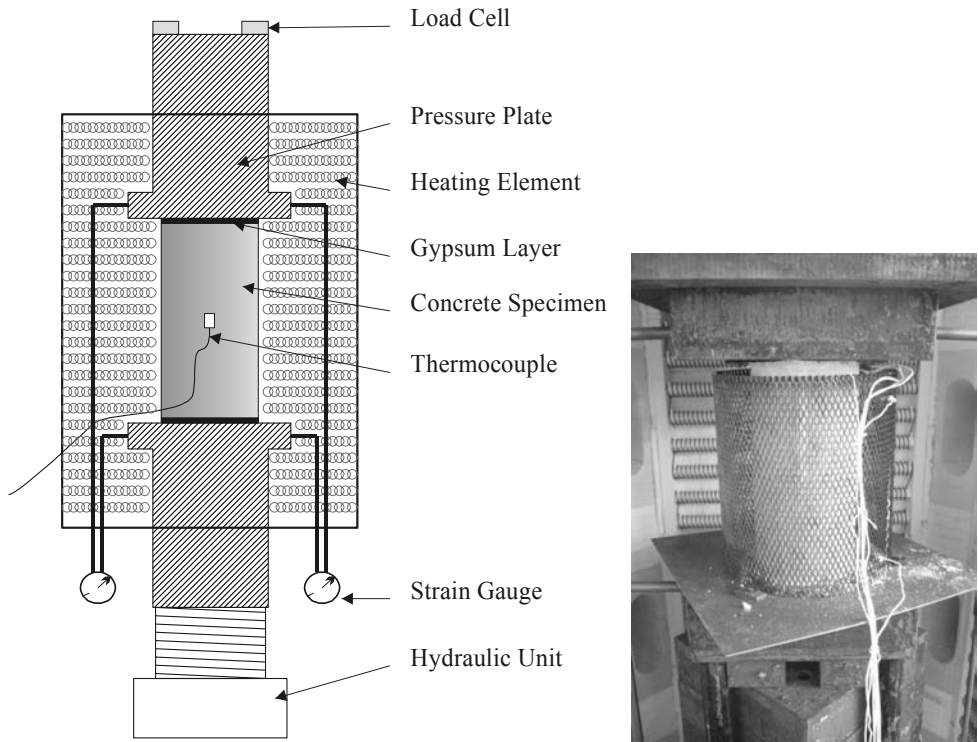 Load Cell
Pressure Plate
Heating Element
Gypsum Layer
Concrete Specimen
Thermocouple
Strain Gauge
Hydraulic Unit